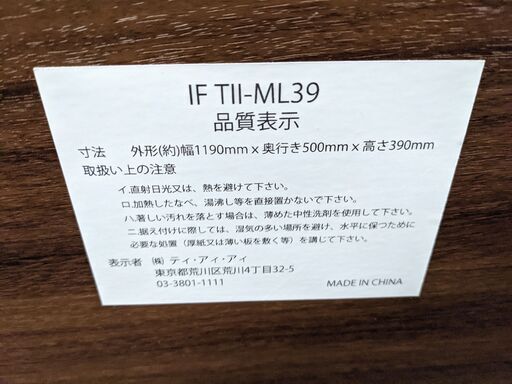 IF TII-ML39
品質表示
寸法 外形(約)幅1190mm x 奥行き500mm x 高さ390mm
取扱い上の注意
イ.直射日光又は、熱を避けて下さい。
ロ.加熱したなべ、湯沸し等を直接置かないで下さい。
ハ.著しい汚れを落とす場合は、薄めた中性洗剤を使用して下さい。
ニ.据え付けに際しては、湿気の多い場所を避け、水平に保つために
必要な処置（厚紙又は薄い板を敷く等）を講じて下さい。
表示者 ㈱ ティ・アイ・アイ
東京都荒川区荒川4丁目32-5
03-3801-1111
MADE IN CHINA